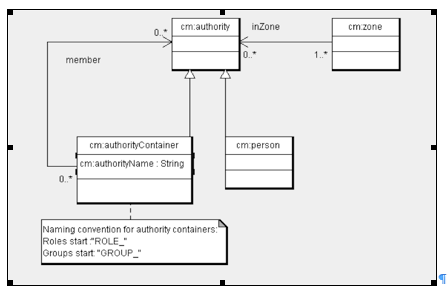 cm:authority
inZone
cm:zone
0..*
0..*
1..*
member
cm:authorityContainer
cm:authorityName : String
0..*
cm:person
Naming convention for authority containers:
Roles start :"ROLE_"
Groups start: "GROUP_"
¶